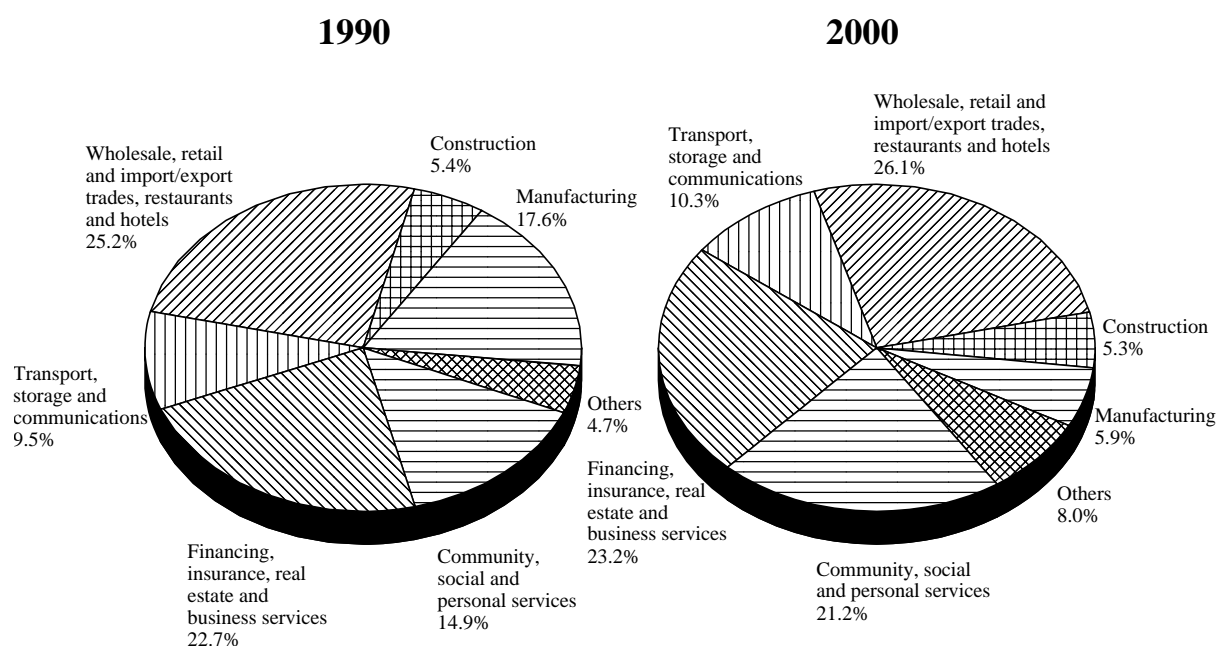 1990
2000
Wholesale, retail
and import/export
trades, restaurants
and hotels
25.2%
Construction
5.4%
Manufacturing
17.6%
Transport,
storage and
communications
9.5%
Others
4.7%
Financing,
insurance, real
estate and
business services
22.7%
Community,
social and
personal services
14.9%
Wholesale, retail and
import/export trades,
restaurants and hotels
26.1%
Transport,
storage and
communications
10.3%
Construction
5.3%
Manufacturing
5.9%
Financing,
insurance, real
estate and
business services
23.2%
Others
8.0%
Community, social
and personal services
21.2%